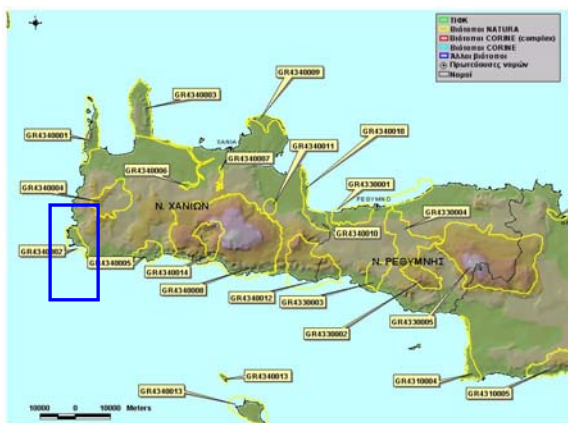 ΤΙΦΚ
Βιότοποι NATURA
Βιότοποι CORINE (complex)
Βιότοποι CORINE
Άλλοι βιότοποι
Πρωτεύουσες νομών
Νομοί
GR4340009
GR4340003
GR4340001
ΧΑΝΙΑ
GR4340011
GR4340010
GR4340007
GR4340006
GR4330001
GR4340004
ΡΕΘΥΜΝΟ
GR4330004
Ν. ΧΑΝΙΩΝ
GR4340010
GR4340002
GR4340005
Ν. ΡΕΘΥΜΝΗΣ
GR4340014
GR4340008
GR4340012
GR4330003
GR4330005
GR4330002
GR4340013
GR4340013
GR4310004
GR4310005
10000 0 10000 Meters